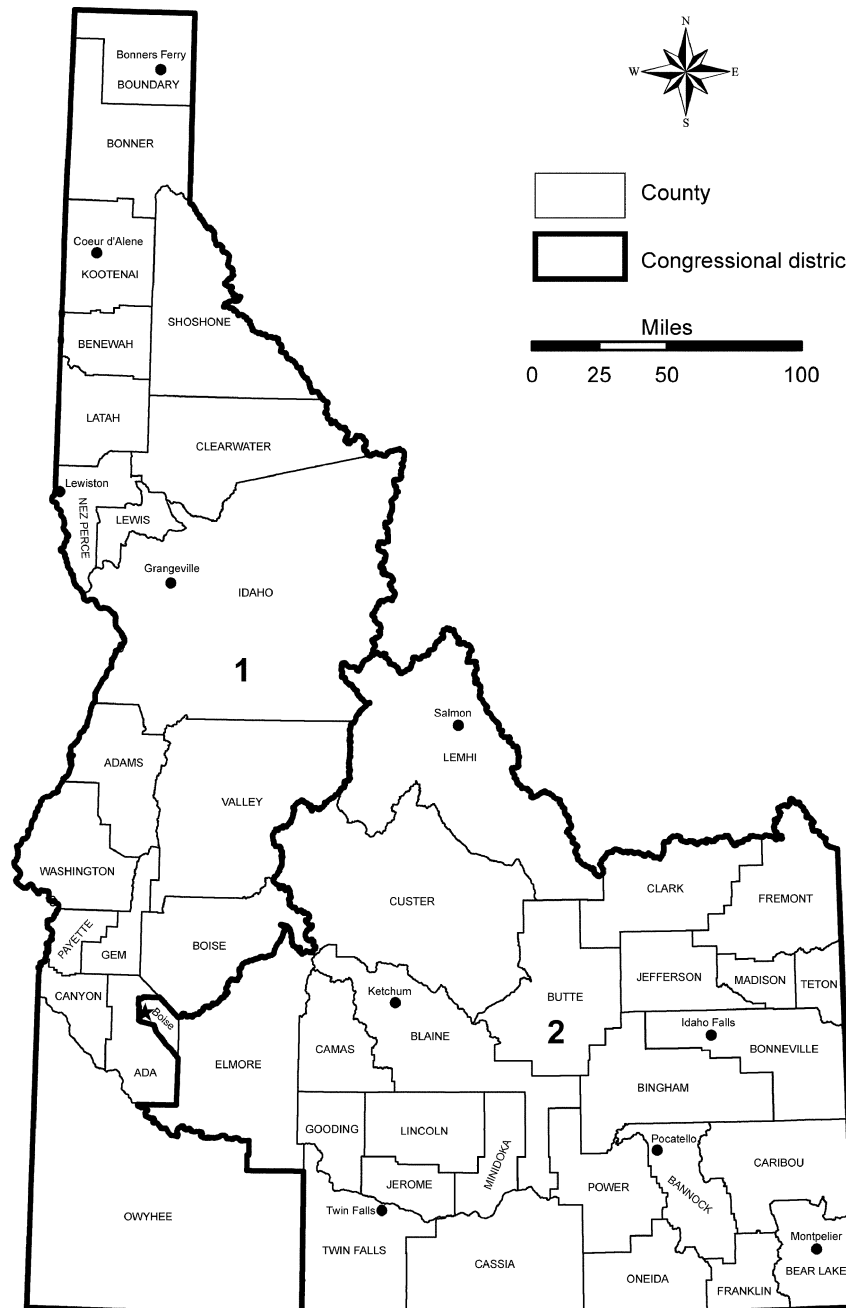 N
W
E
S
County
Congressional distric
Miles
0 25 50 100
Bonners Ferry
BOUNDARY
BONNER
Coeur d'Alene
KOOTENAI
SHOSHONE
BENEWAH
LATAH
CLEARWATER
Lewiston
NEZ PERCE
LEWIS
Grangeville
IDAHO
1
Salmon
LEMHI
ADAMS
VALLEY
WASHINGTON
CUSTER
CLARK
FREMONT
PAYETTE
GEM
BOISE
JEFFERSON
MADISON
TETON
CANYON
Boise
Ketchum
BUTTE
2
BLAINE
Idaho Falls
BONNEVILLE
ADA
ELMORE
CAMAS
BINGHAM
GOODING
LINCOLN
MINIDOKA
Pocatello
CARIBOU
JEROME
POWER
BANNOCK
Twin Falls
OWYHEE
TWIN FALLS
CASSIA
Montpelier
ONEIDA
BEAR LAKE
FRANKLIN